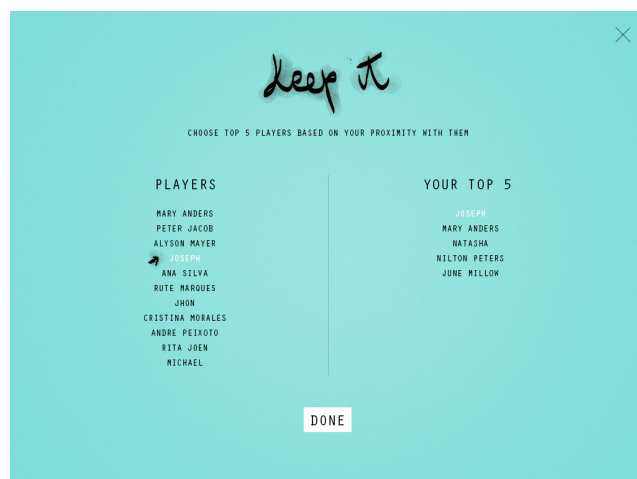 Keep it
CHOOSE TOP 5 PLAYERS BASED ON YOUR PROXIMITY WITH THEM
PLAYERS
MARY ANDERS
PETER JACOB
ALYSON MAYER
JOSEPH
ANA SILVA
RUTE MARQUES
JHON
CRISTINA MORALES
ANDRE PEIXOTO
RITA JOEN
MICHAEL
YOUR TOP 5
JOSEPH
MARY ANDERS
NATASHA
NILTON PETERS
JUNE MILLOW
DONE